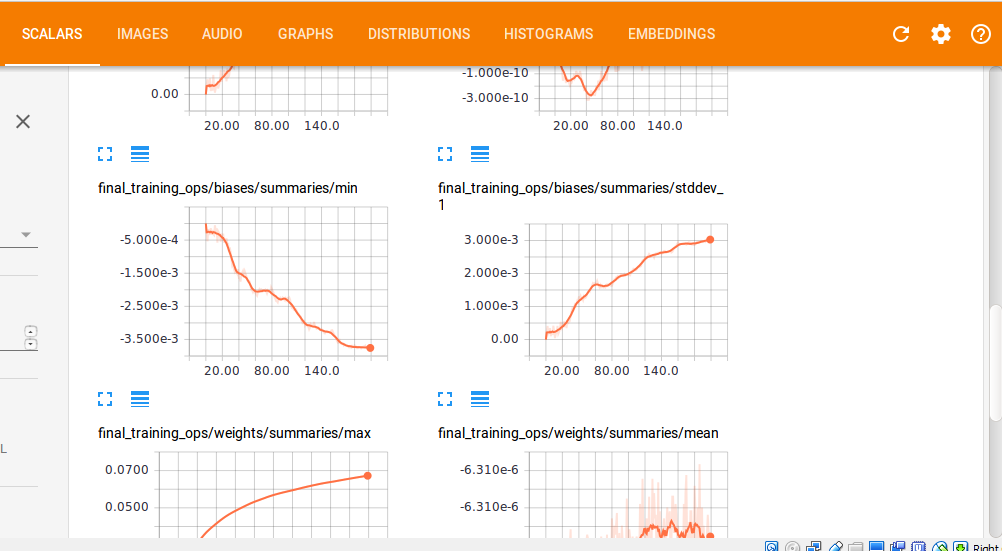 SCALARS IMAGES AUDIO GRAPHS DISTRIBUTIONS HISTOGRAMS EMBEDDINGS
0.00
20.00 80.00 140.0
-1.000e-10
-3.000e-10
20.00 80.00 140.0
final_training_ops/biases/summaries/min
-5.000e-4
-1.500e-3
-2.500e-3
-3.500e-3
20.00 80.00 140.0
final_training_ops/biases/summaries/stddev_
1
3.000e-3
2.000e-3
1.000e-3
0.00
20.00 80.00 140.0
L
final_training_ops/weights/summaries/max
0.0700
0.0500
final_training_ops/weights/summaries/mean
-6.310e-6
-6.310e-6
Right